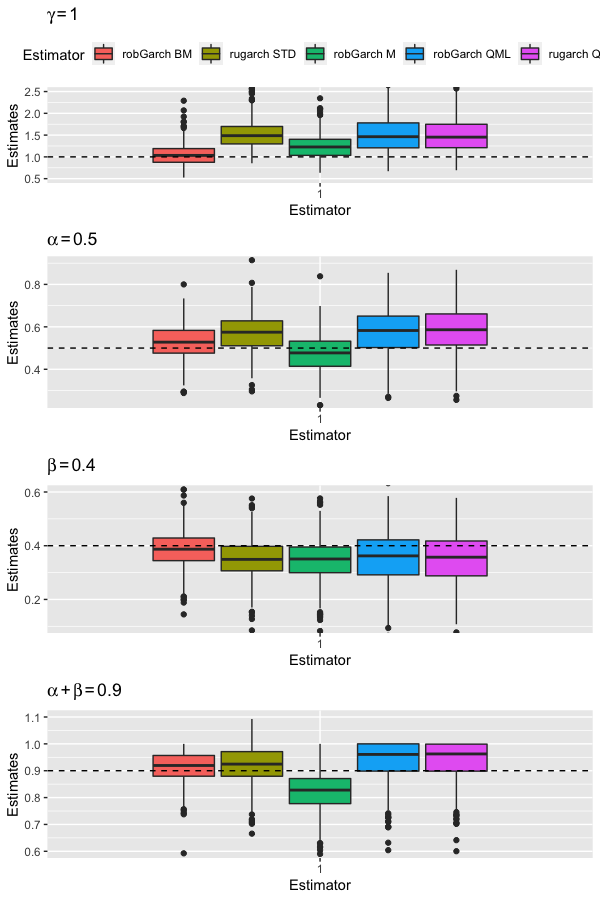 γ = 1
Estimator robGarch BM rugarch STD robGarch M robGarch QML rugarch Q
Estimates
2.5
2.0
1.5
1.0
0.5
1
Estimator
α = 0.5
Estimates
0.8
0.6
0.4
1
Estimator
β = 0.4
Estimates
0.6
0.4
0.2
1
Estimator
α + β = 0.9
Estimates
1.1
1.0
0.9
0.8
0.7
0.6
1
Estimator